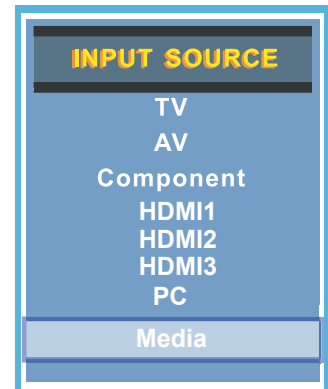 INPUT SOURCE
TV
AV
Component
HDMI1
HDMI2
HDMI3
PC
Media